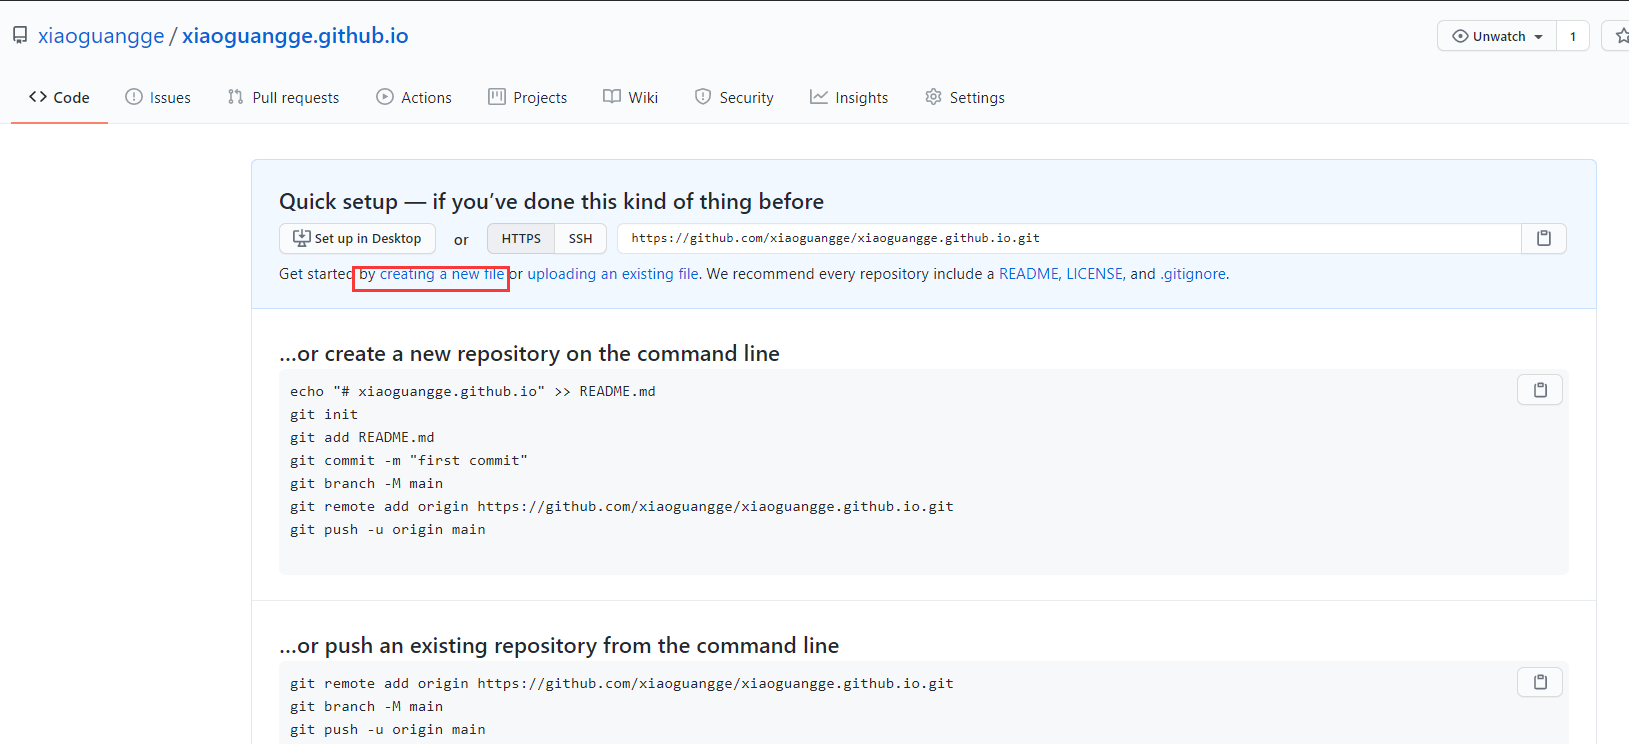 xiaoguangge / xiaoguangge.github.io
Unwatch 1
Code Issues Pull requests Actions Projects Wiki Security Insights Settings
Quick setup — if you’ve done this kind of thing before
Set up in Desktop or HTTPS SSH https://github.com/xiaoguangge/xiaoguangge.github.io.git
Get started by creating a new file or uploading an existing file. We recommend every repository include a README, LICENSE, and .gitignore.
…or create a new repository on the command line
echo "# xiaoguangge.github.io" >> README.md
git init
git add README.md
git commit -m "first commit"
git branch -M main
git remote add origin https://github.com/xiaoguangge/xiaoguangge.github.io.git
git push -u origin main
…or push an existing repository from the command line
git remote add origin https://github.com/xiaoguangge/xiaoguangge.github.io.git
git branch -M main
git push -u origin main